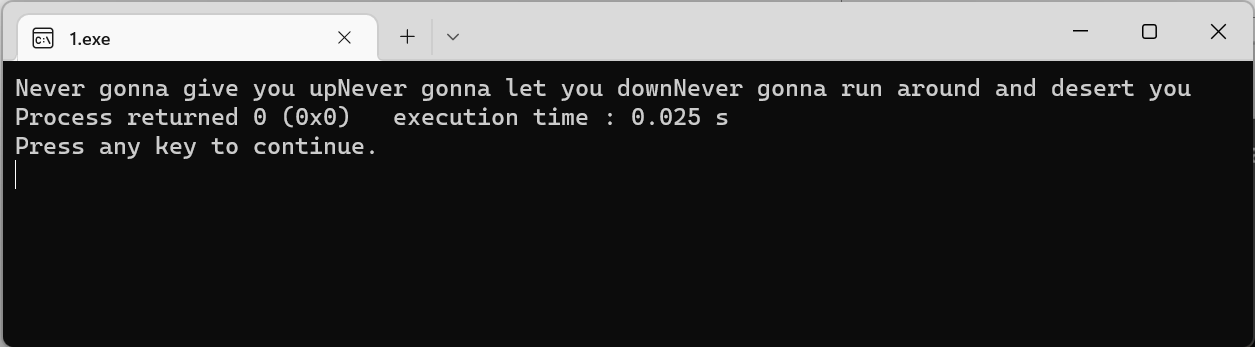 1.exe
Never gonna give you upNever gonna let you downNever gonna run around and desert you
Process returned 0 (0x0)   execution time : 0.025 s
Press any key to continue.